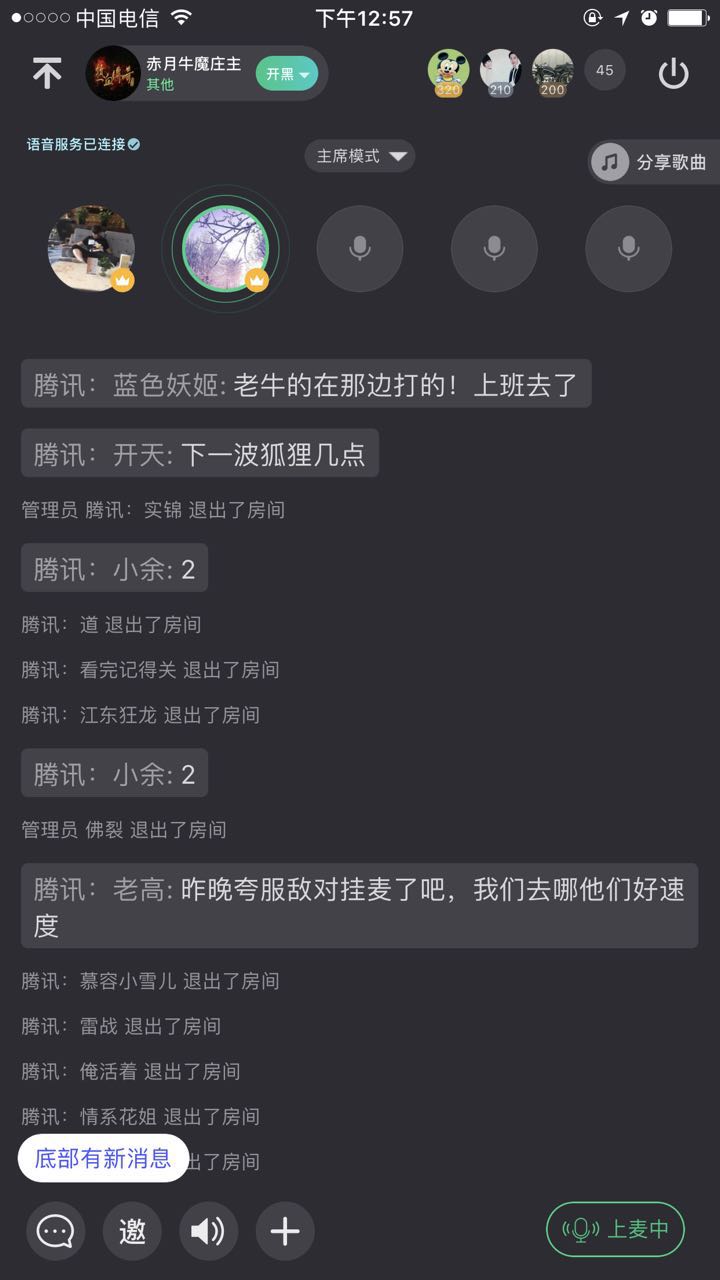 中国电信
下午12:57
赤月牛魔庄主
其他
开黑
320
210
200
45
语音服务已连接
主席模式
分享歌曲
腾讯：蓝色妖姬:老牛的在那边打的！上班去了
腾讯：开天:下一波狐狸几点
管理员 腾讯：实锦 退出了房间
腾讯：小余:2
腾讯：道 退出了房间
腾讯：看完记得关 退出了房间
腾讯：江东狂龙 退出了房间
腾讯：小余:2
管理员 佛裂 退出了房间
腾讯：老高:昨晚夸服敌对挂麦了吧，我们去哪他们好速
度
腾讯：慕容小雪儿 退出了房间
腾讯：雷战 退出了房间
腾讯：俺活着 退出了房间
腾讯：情系花姐 退出了房间
底部有新消息
出了房间
邀
上麦中